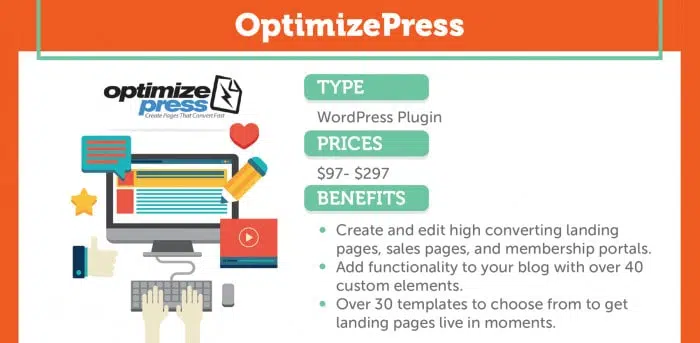 OptimizePress
optimize
press
Create Pages That Convert Fast
TYPE
WordPress Plugin
PRICES
$97- $297
BENEFITS
• Create and edit high converting landing
pages, sales pages, and membership portals.
• Add functionality to your blog with over 40
custom elements.
• Over 30 templates to choose from to get
landing pages live in moments.